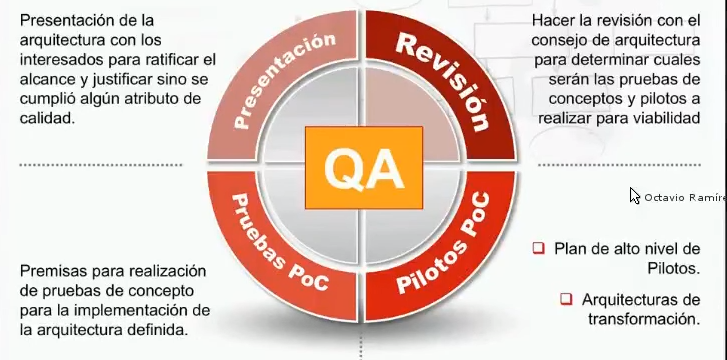 Presentación de la
arquitectura con los
interesados para ratificar el
alcance y justificar sino se
cumplió algún atributo de
calidad.
Presentación
Revisión
Hacer la revisión con el
consejo de arquitectura
para determinar cuales
serán las pruebas de
conceptos y pilotos a
realizar para viabilidad
QA
Octavio Ramíre
Premisas para realización
de pruebas de concepto
para la implementación de
la arquitectura definida.
Pruebas PoC
Pilotos PoC
Plan de alto nivel de
Pilotos.
Arquitecturas de
transformación.